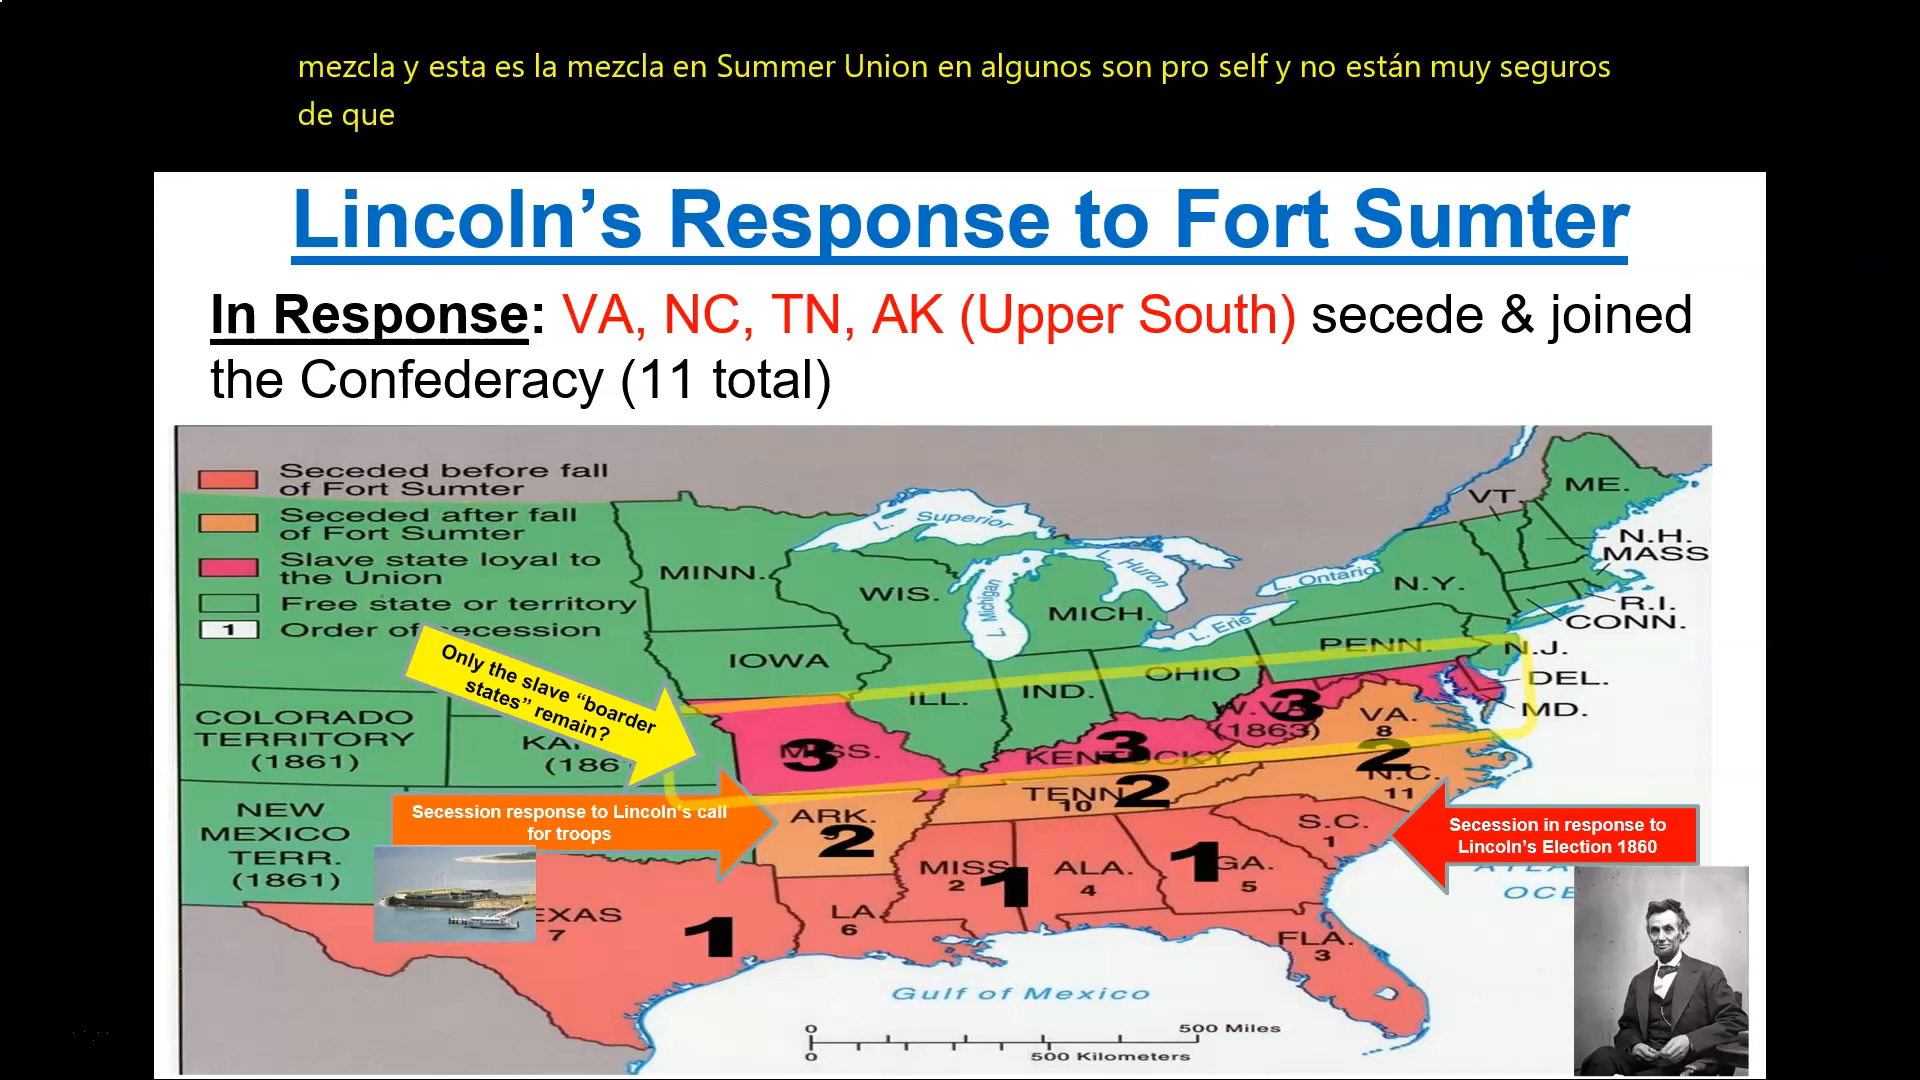 mezcla y esta es la mezcla en Summer Union en algunos son pro self y no están muy seguros
de que
Lincoln’s Response to Fort Sumter
In Response: VA, NC, TN, AK (Upper South) secede & joined
the Confederacy (11 total)
Seceded before fall
of Fort Sumter
Seceded after fall
of Fort Sumter
Slave state loyal to
the Union
Free state or territory
1 Order of secession
Only the slave “boarder
states” remain?
Secession response to Lincoln’s call
for troops
Secession in response to
Lincoln’s Election 1860
L. Superior
L. Michigan
L. Huron
L. Ontario
L. Erie
MINN.
WIS.
MICH.
IOWA
ILL.
IND.
OHIO
PENN.
N.Y.
VT.
ME.
N.H.
MASS
R.I.
CONN.
N.J.
DEL.
MD.
COLORADO
TERRITORY
(1861)
NEW
MEXICO
TERR.
(1861)
3
KENTUCKY
3
W.VA
(1863)
3
VA.
8
2
N.C.
11
TENN
10
2
ARK.
2
S.C.
1
MISS
2
1
ALA.
4
1
GA.
5
LA.
6
EXAS
7
1
FLA.
3
Gulf of Mexico
0
500 Miles
0
500 Kilometers